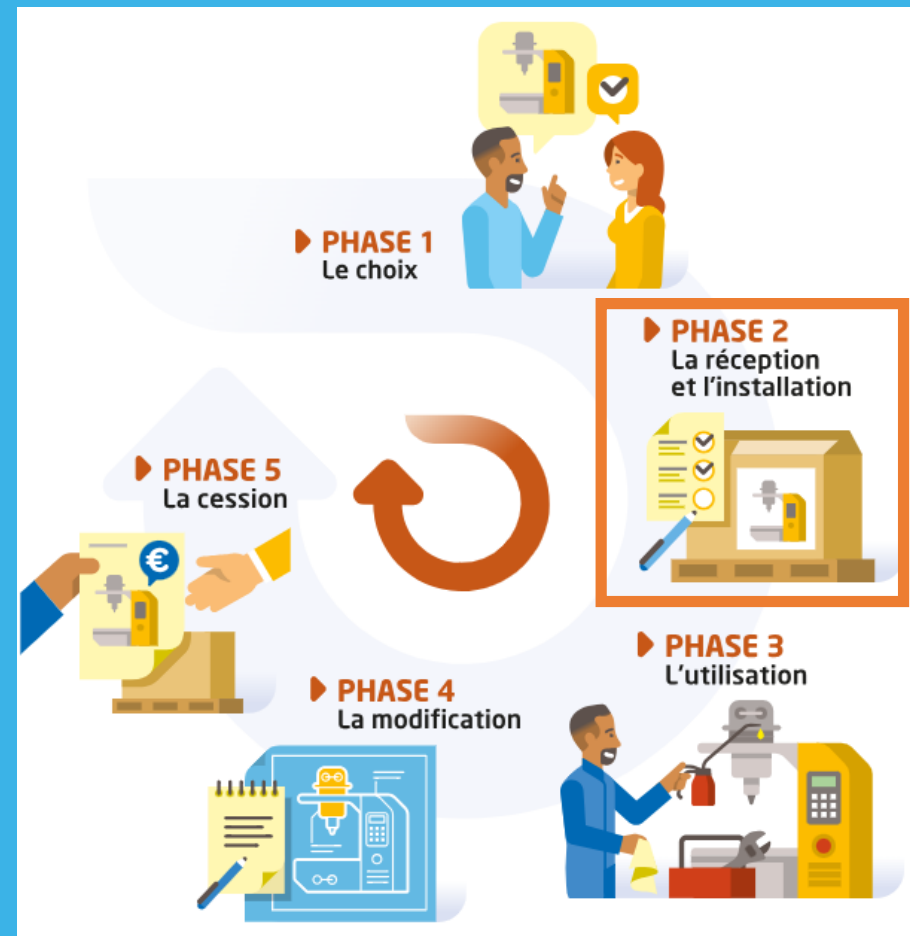 PHASE 1
Le choix
PHASE 2
La réception
et l'installation
PHASE 3
L'utilisation
PHASE 4
La modification
PHASE 5
La cession
€